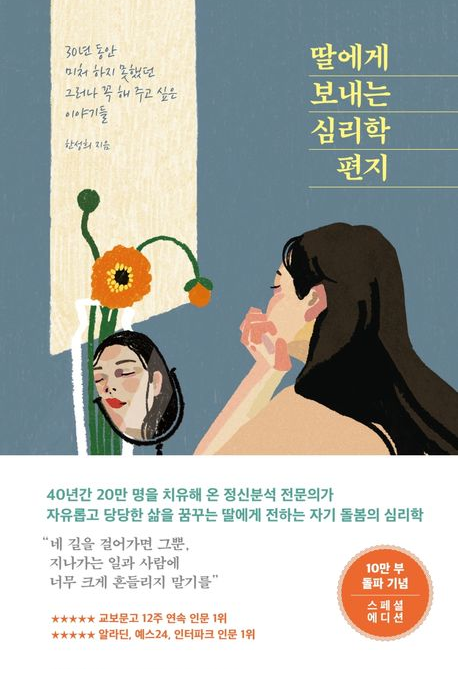 30년 동안
미처 하지 못했던
그러나 꼭 해 주고 싶은
이야기들
한성희 지음
딸에게
보내는
심리학
편지
40년간 20만 명을 치유해 온 정신분석 전문의가
자유롭고 당당한 삶을 꿈꾸는 딸에게 전하는 자기 돌봄의 심리학
“네 길을 걸어가면 그뿐,
지나가는 일과 사람에
너무 크게 흔들리지 말기를”
★★★★★ 교보문고 12주 연속 인문 1위
★★★★★ 알라딘, 예스24, 인터파크 인문 1위
10만 부
돌파 기념
스페셜
에디션